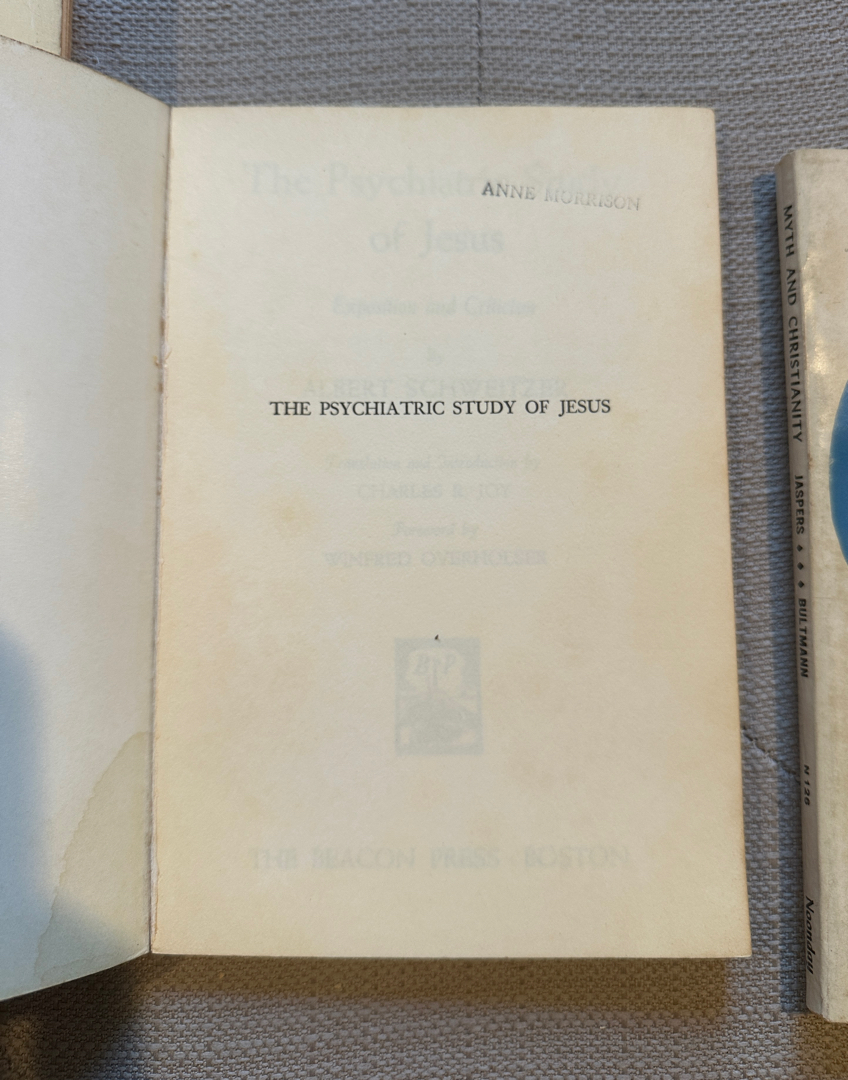 ANNE MORRISON
The Psychiatric Study
of Jesus
Exposition and Criticism
by
ALBERT SCHWEITZER
THE PSYCHIATRIC STUDY OF JESUS
Translation and Introduction by
CHARLES R. JOY
Foreword by
WINFRED OVERHOLSER
B P
THE BEACON PRESS · BOSTON
MYTH AND CHRISTIANITY JASPERS BULTMANN N 128 Noonday